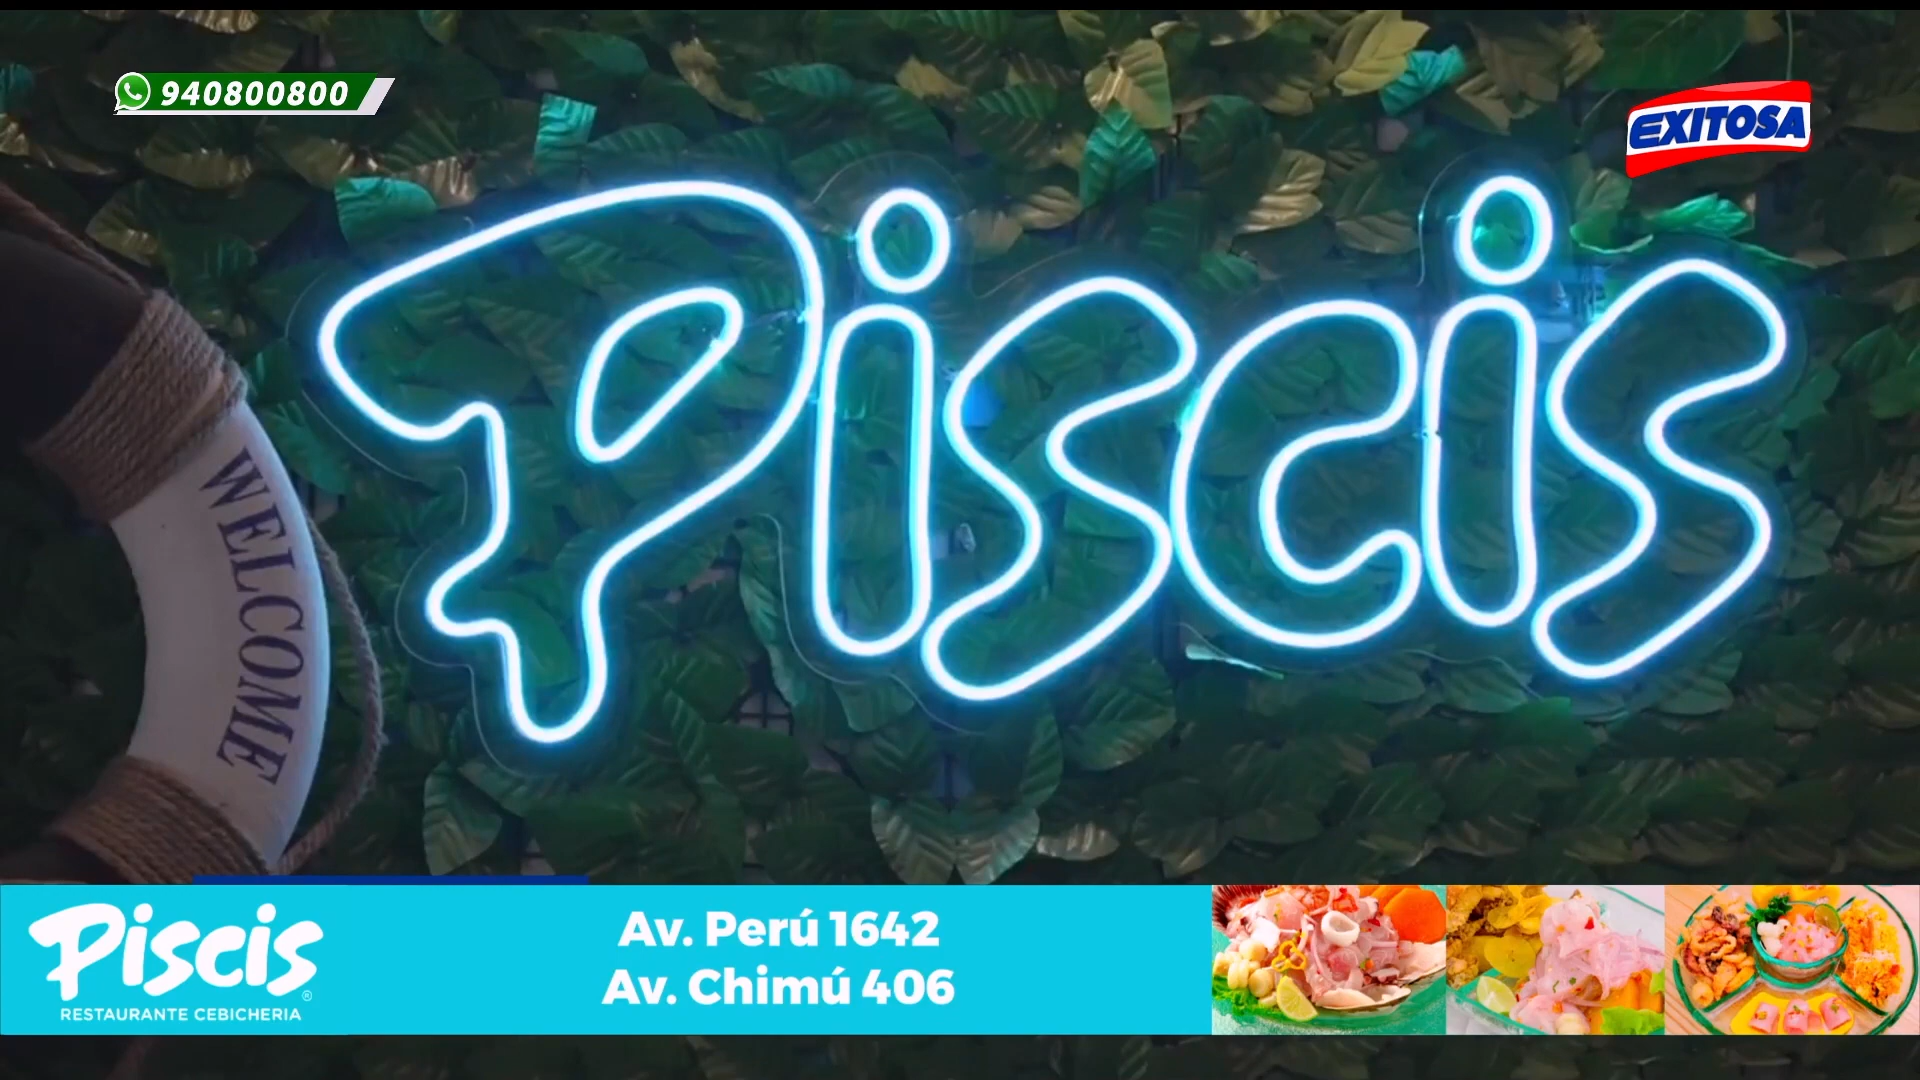 940800800
EXITOSA
Piscis
WELCOME
Piscis®
RESTAURANTE CEBICHERIA
Av. Perú 1642
Av. Chimú 406